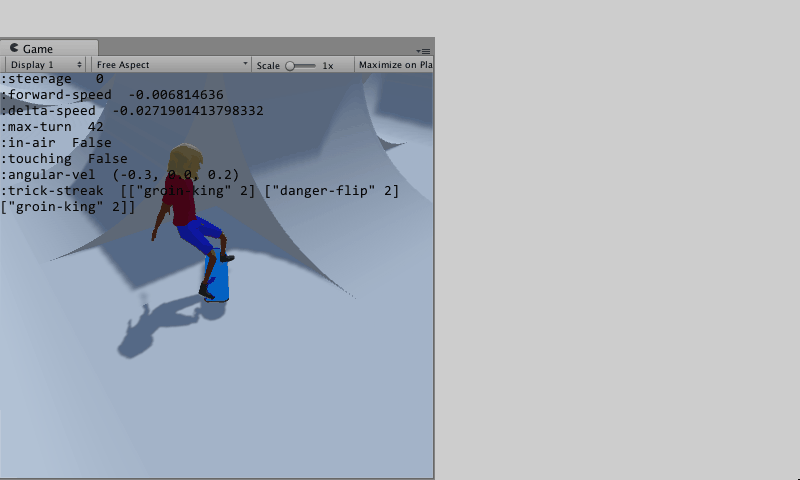 Game
Display 1 Free Aspect Scale 1x Maximize on Pla
:steerage 0
:forward-speed -0.006814636
:delta-speed -0.0271901413798332
:max-turn 42
:in-air False
:touching False
:angular-vel (-0.3, 0.0, 0.2)
:trick-streak [["groin-king" 2] ["danger-flip" 2]
["groin-king" 2]]